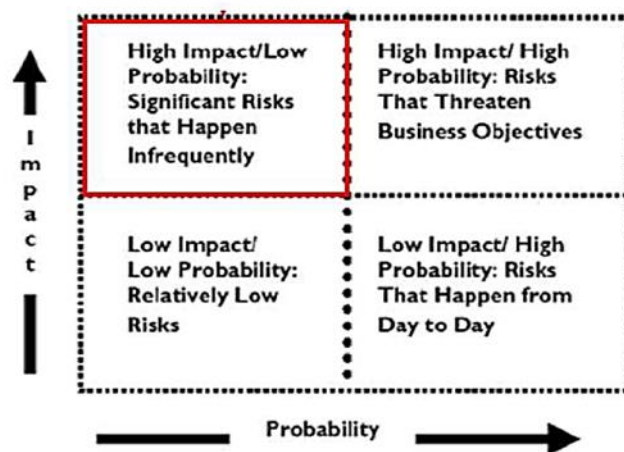 Impact
High Impact/Low
Probability:
Significant Risks
that Happen
Infrequently
High Impact/ High
Probability: Risks
That Threaten
Business Objectives
Low Impact/
Low Probability:
Relatively Low
Risks
Low Impact/ High
Probability: Risks
That Happen from
Day to Day
Probability